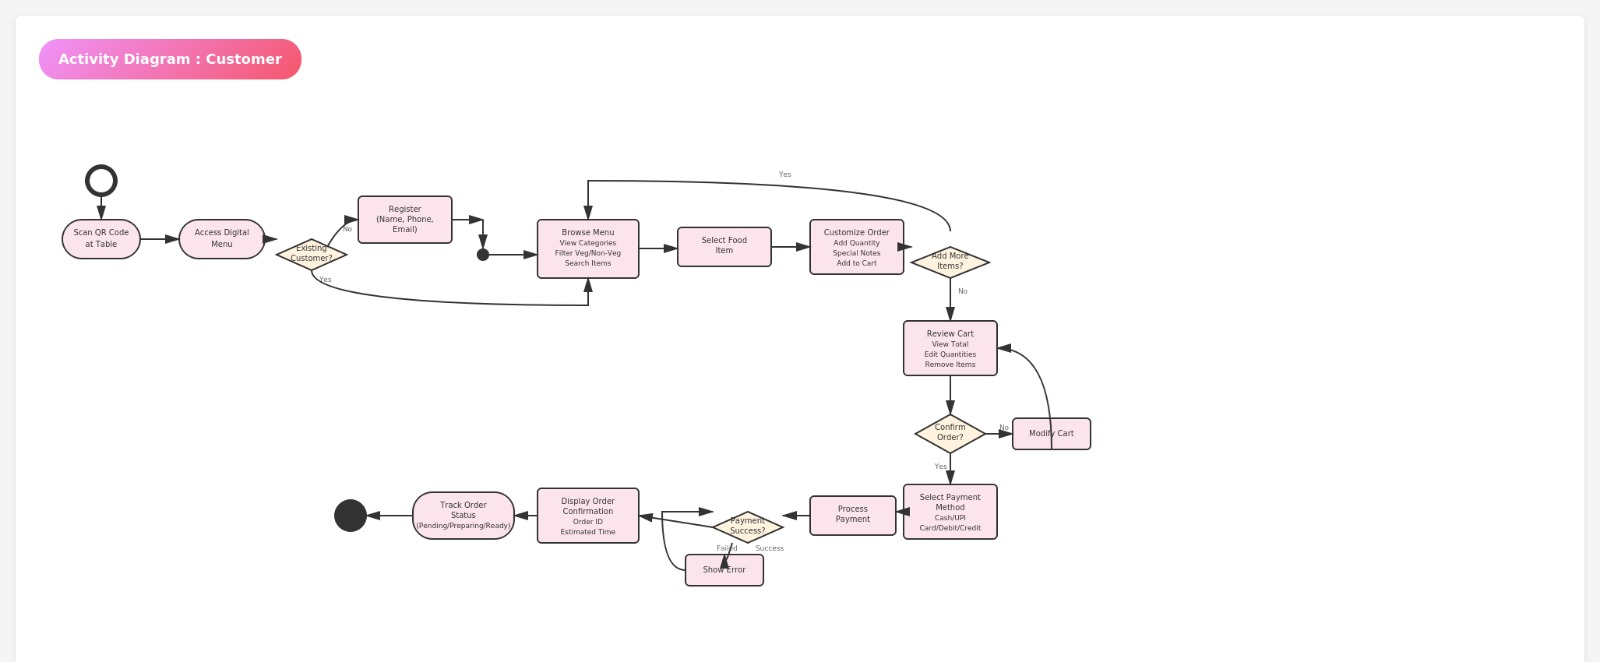 Activity Diagram : Customer
Yes
Scan QR Code
at Table
Access Digital
Menu
Existing
Customer?
No
Yes
Register
(Name, Phone,
Email)
Browse Menu
View Categories
Filter Veg/Non-Veg
Search Items
Select Food
Item
Customize Order
Add Quantity
Special Notes
Add to Cart
Add More
Items?
No
Review Cart
View Total
Edit Quantities
Remove Items
Confirm
Order?
No
Modify Cart
Yes
Select Payment
Method
Cash/UPI
Card/Debit/Credit
Process
Payment
Payment
Success?
Failed
Success
Show Error
Display Order
Confirmation
Order ID
Estimated Time
Track Order
Status
(Pending/Preparing/Ready)